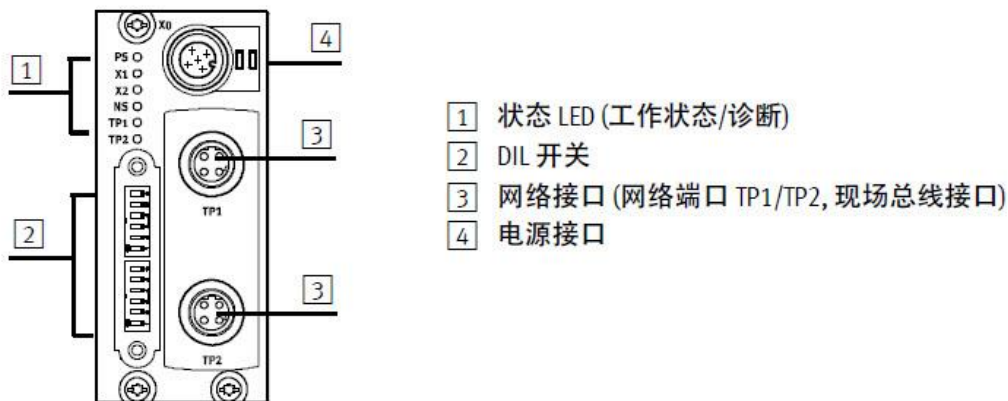 X0
4
PS
1
X1
X2
NS
TP1
TP2
3
TP1
2
3
TP2
1 状态 LED (工作状态/诊断)
2 DIL 开关
3 网络接口 (网络端口 TP1/TP2, 现场总线接口)
4 电源接口